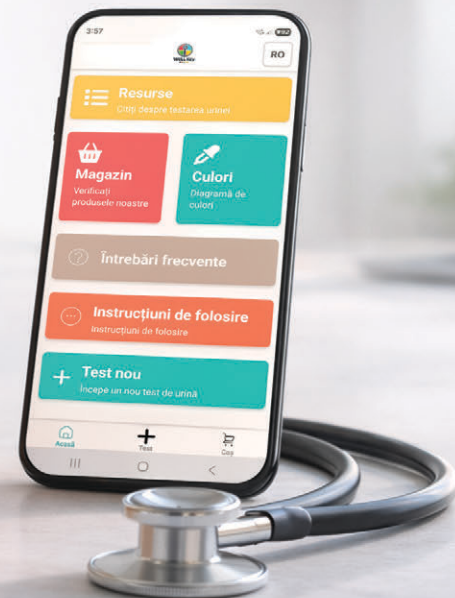 3:57
RO
Resurse
Citiți despre testarea urinei
Magazin
Verificați
produsele noastre
Culori
Diagramă de
culori
Întrebări frecvente
Instrucțiuni de folosire
Instrucțiuni de folosire
Test nou
Începe un nou test de urină
Acasă
Test
Coș